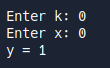 Enter k: 0
Enter x: 0
y = 1